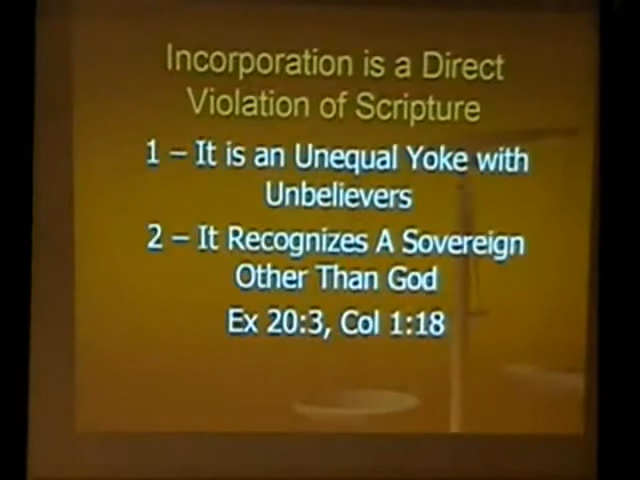 Incorporation is a Direct
Violation of Scripture
1 – It is an Unequal Yoke with
Unbelievers
2 – It Recognizes A Sovereign
Other Than God
Ex 20:3, Col 1:18